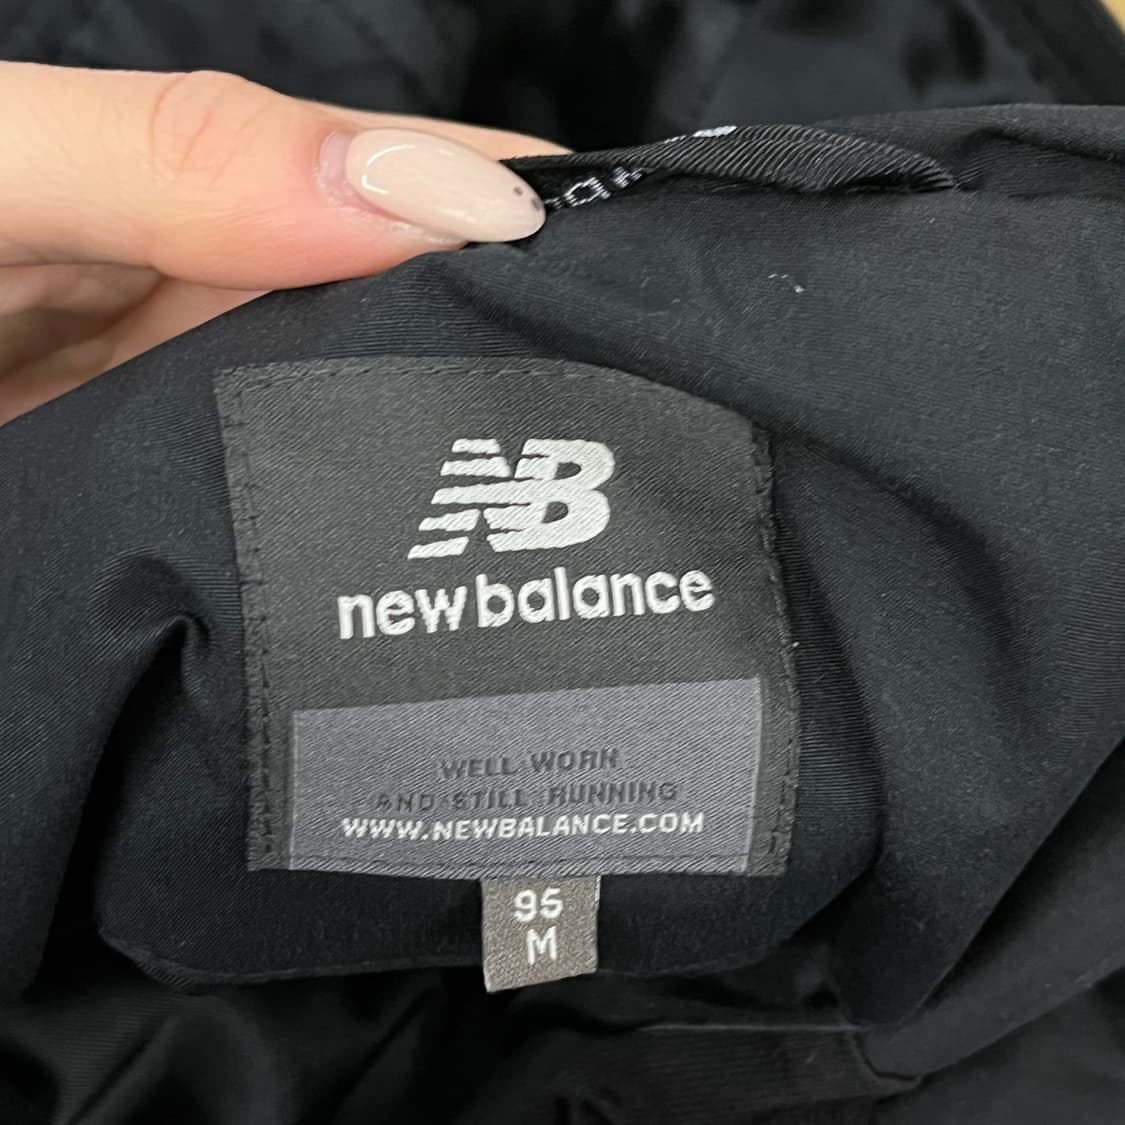 NB
new balance
WELL WORN
AND STILL RUNNING
WWW.NEWBALANCE.COM
95
M